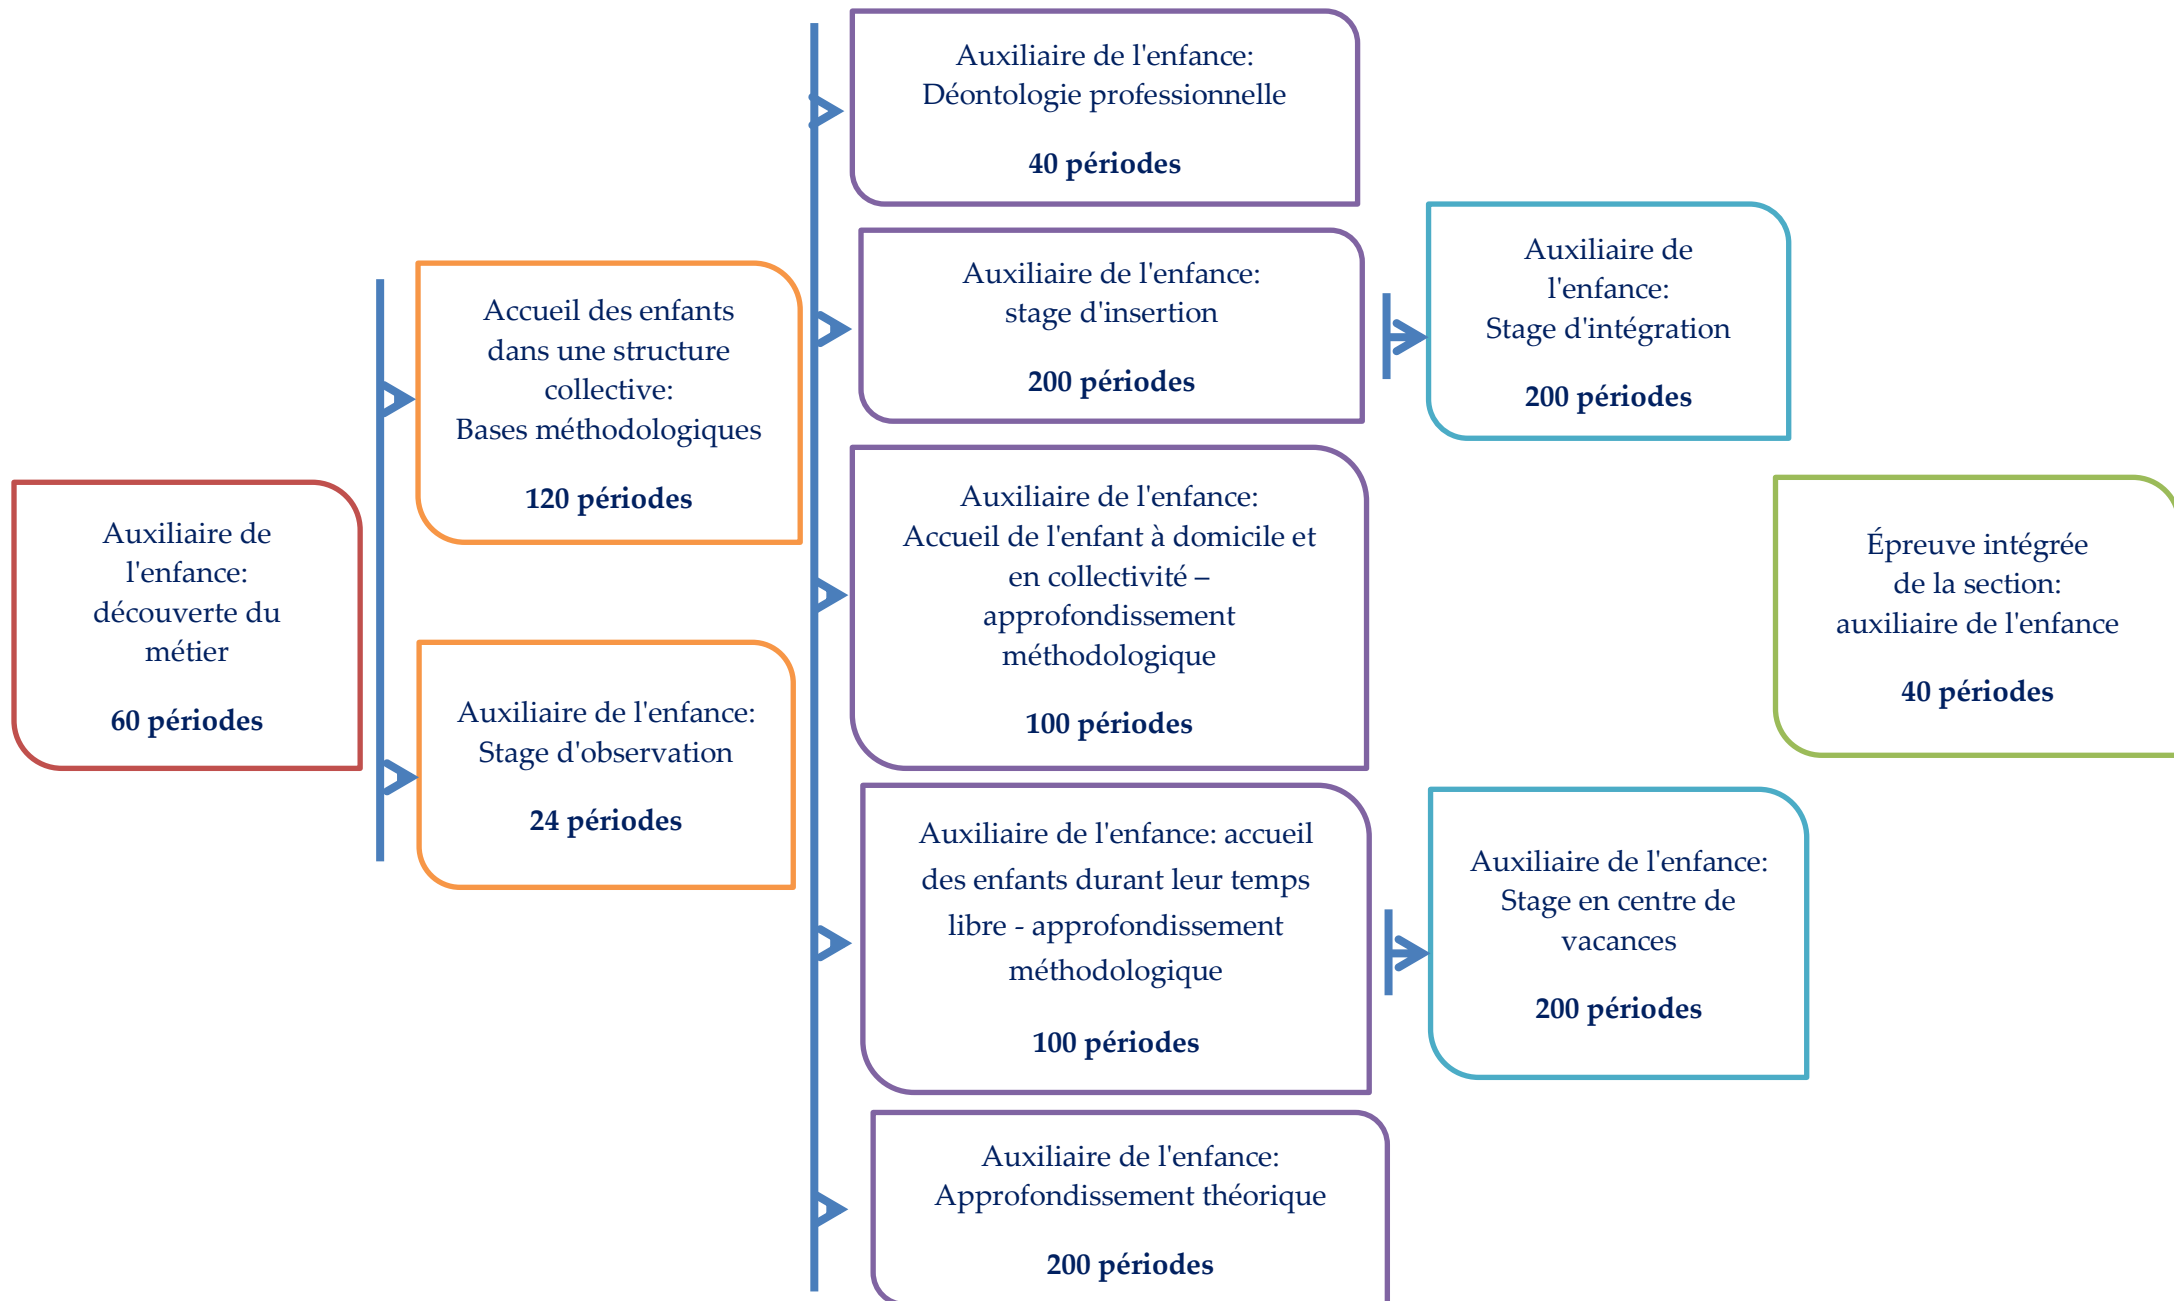 Auxiliaire de
l'enfance:
découverte du
métier
60 périodes
Accueil des enfants
dans une structure
collective:
Bases méthodologiques
120 périodes
Auxiliaire de l'enfance:
Stage d'observation
24 périodes
Auxiliaire de l'enfance:
Déontologie professionnelle
40 périodes
Auxiliaire de l'enfance:
stage d'insertion
200 périodes
Auxiliaire de l'enfance:
Accueil de l'enfant à domicile et
en collectivité –
approfondissement
méthodologique
100 périodes
Auxiliaire de l'enfance: accueil
des enfants durant leur temps
libre - approfondissement
méthodologique
100 périodes
Auxiliaire de l'enfance:
Approfondissement théorique
200 périodes
Auxiliaire de
l'enfance:
Stage d'intégration
200 périodes
Auxiliaire de l'enfance:
Stage en centre de
vacances
200 périodes
Épreuve intégrée
de la section:
auxiliaire de l'enfance
40 périodes